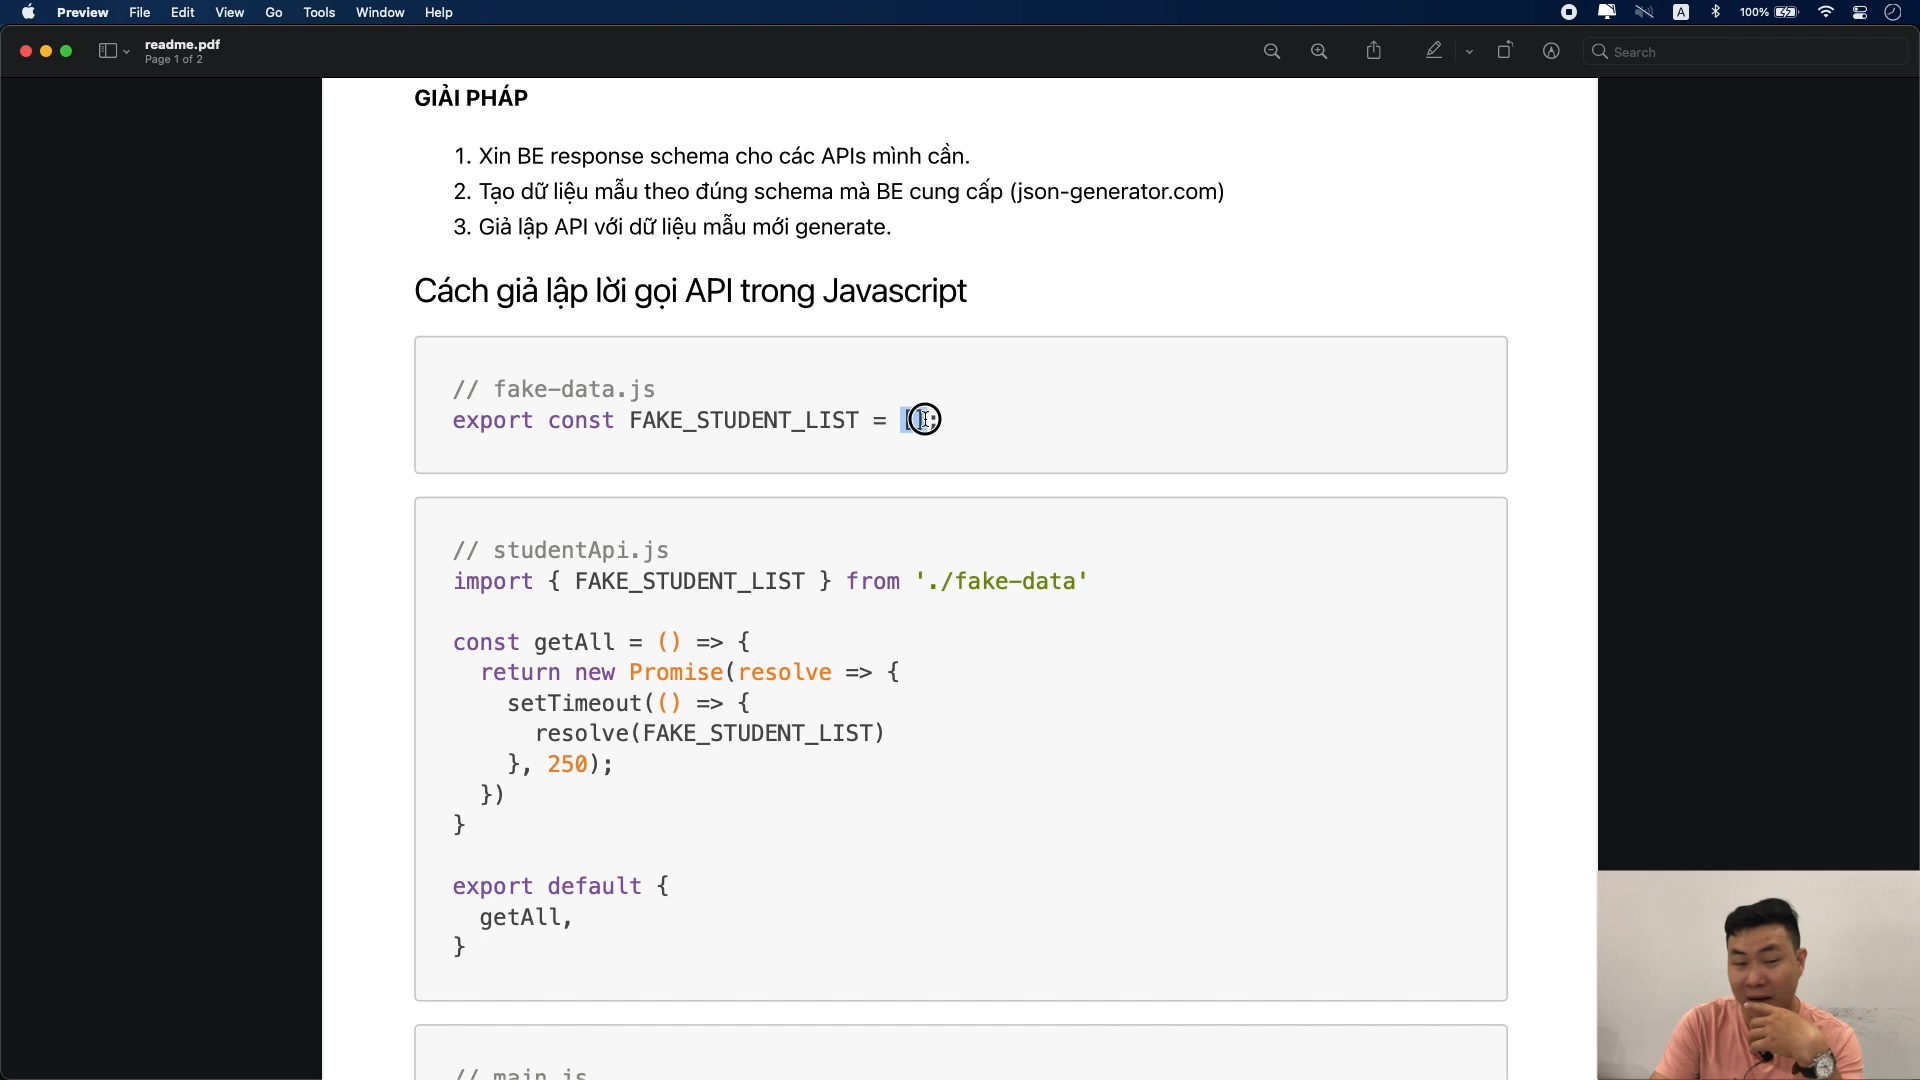 Preview File Edit View Go Tools Window Help
A 100%
readme.pdf
Page 1 of 2
Search
GIẢI PHÁP
1. Xin BE response schema cho các APIs mình cần.
2. Tạo dữ liệu mẫu theo đúng schema mà BE cung cấp (json-generator.com)
3. Giả lập API với dữ liệu mẫu mới generate.
Cách giả lập lời gọi API trong Javascript
// fake-data.js
export const FAKE_STUDENT_LIST = [];
// studentApi.js
import { FAKE_STUDENT_LIST } from './fake-data'
const getAll = () => {
return new Promise(resolve => {
setTimeout(() => {
resolve(FAKE_STUDENT_LIST)
}, 250);
})
}
export default {
getAll,
}
// main.js